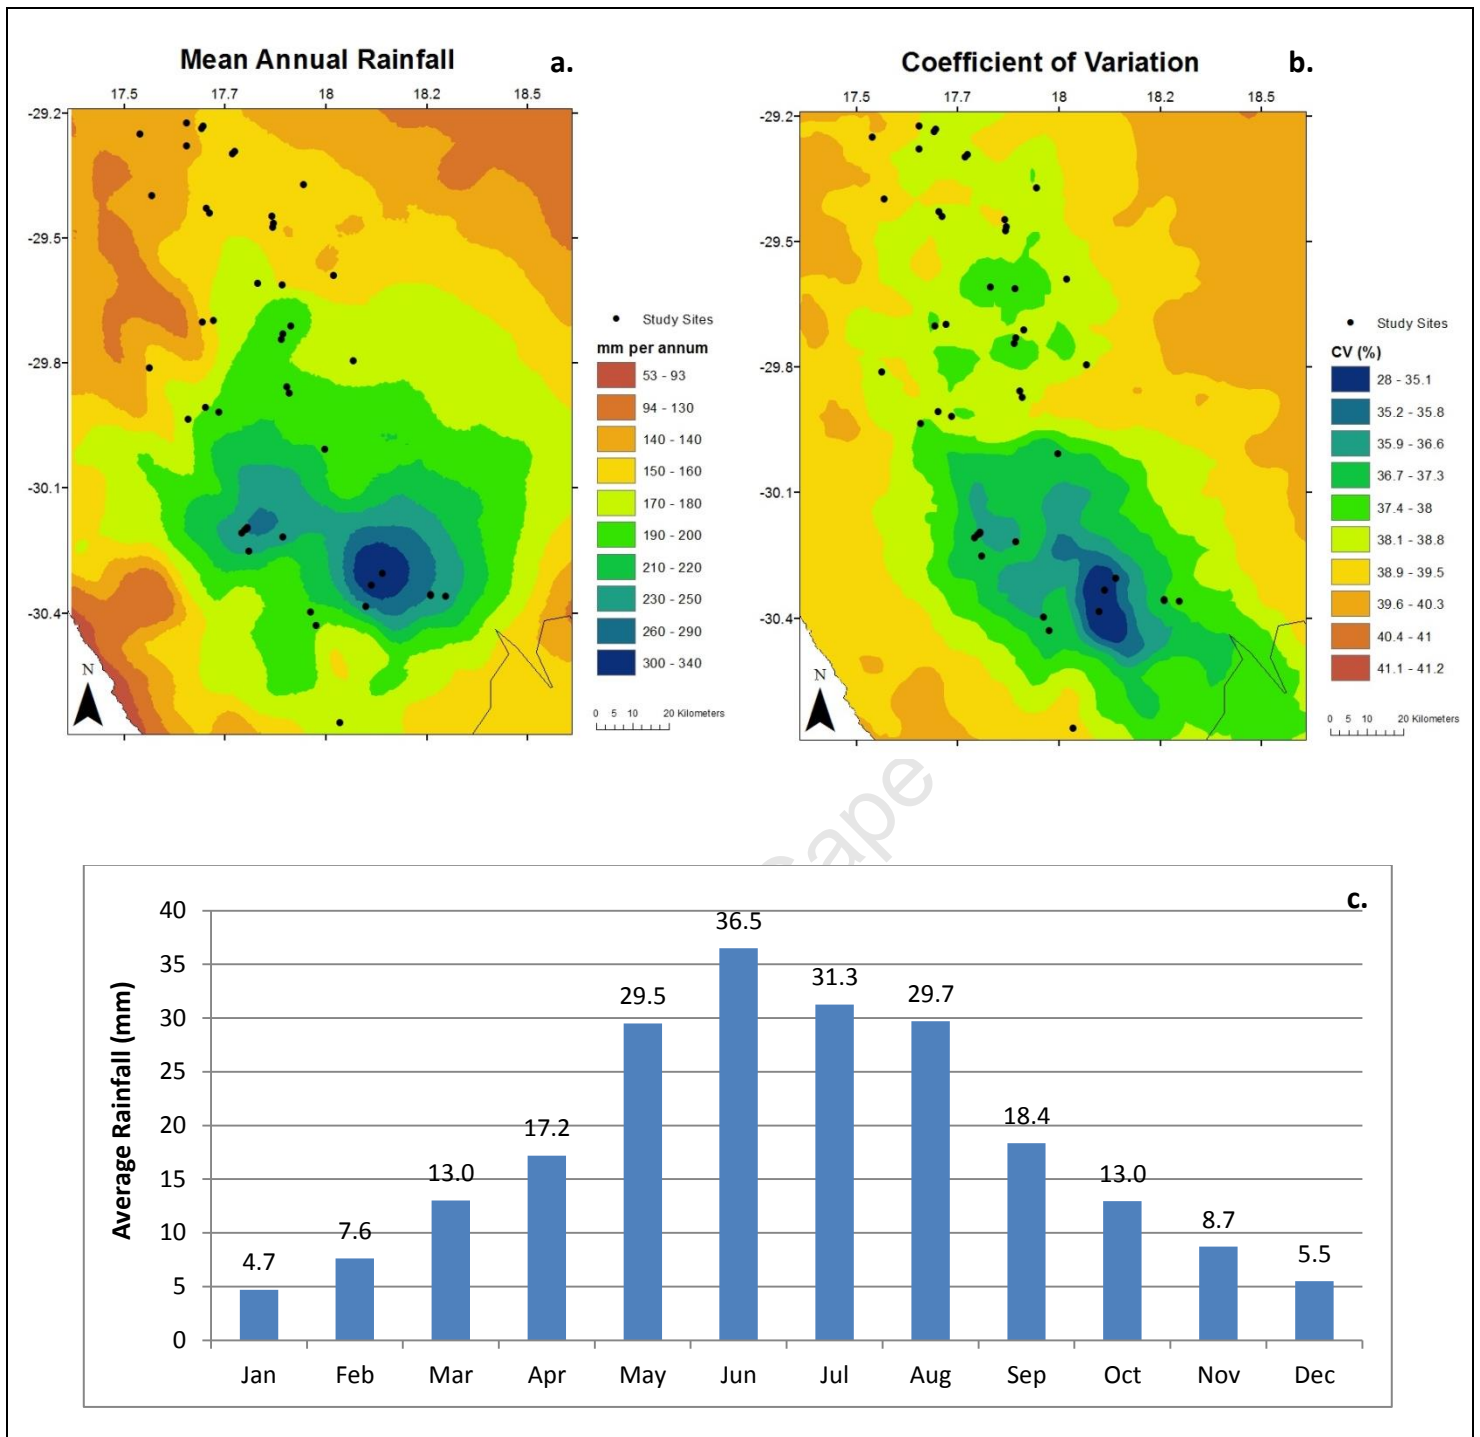 Mean Annual Rainfall
a.
17.5 17.7 18 18.2 18.5
-29.2
-29.5
-29.8
-30.1
-30.4
N
Study Sites
mm per annum
53 - 93
94 - 130
140 - 140
150 - 160
170 - 180
190 - 200
210 - 220
230 - 250
260 - 290
300 - 340
0 5 10 20 Kilometers
Coefficient of Variation
b.
17.5 17.7 18 18.2 18.5
-29.2
-29.5
-29.8
-30.1
-30.4
N
Study Sites
CV (%)
28 - 35.1
35.2 - 35.8
35.9 - 36.6
36.7 - 37.3
37.4 - 38
38.1 - 38.8
38.9 - 39.5
39.6 - 40.3
40.4 - 41
41.1 - 41.2
0 5 10 20 Kilometers
Cape
c.
Average Rainfall (mm)
40
35
30
25
20
15
10
5
0
4.7 7.6 13.0 17.2 29.5 36.5 31.3 29.7 18.4 13.0 8.7 5.5
Jan Feb Mar Apr May Jun Jul Aug Sep Oct Nov Dec